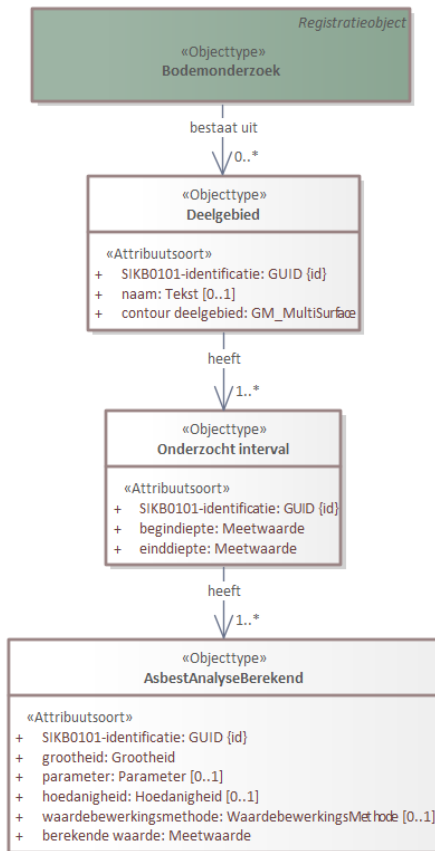 Registratieobject
«Objecttype»
Bodemonderzoek
bestaat uit
0..*
«Objecttype»
Deelgebied
«Attribuutsoort»
+ SIKB0101-identificatie: GUID {id}
+ naam: Tekst [0..1]
+ contour deelgebied: GM_MultiSurface
heeft
1..*
«Objecttype»
Onderzocht interval
«Attribuutsoort»
+ SIKB0101-identificatie: GUID {id}
+ begindiepte: Meetwaarde
+ einddiepte: Meetwaarde
heeft
1..*
«Objecttype»
AsbestAnalyseBerekend
«Attribuutsoort»
+ SIKB0101-identificatie: GUID {id}
+ grootheid: Grootheid
+ parameter: Parameter [0..1]
+ hoedanigheid: Hoedanigheid [0..1]
+ waardebewerkingsmethode: WaardebewerkingsMethode [0..1]
+ berekende waarde: Meetwaarde